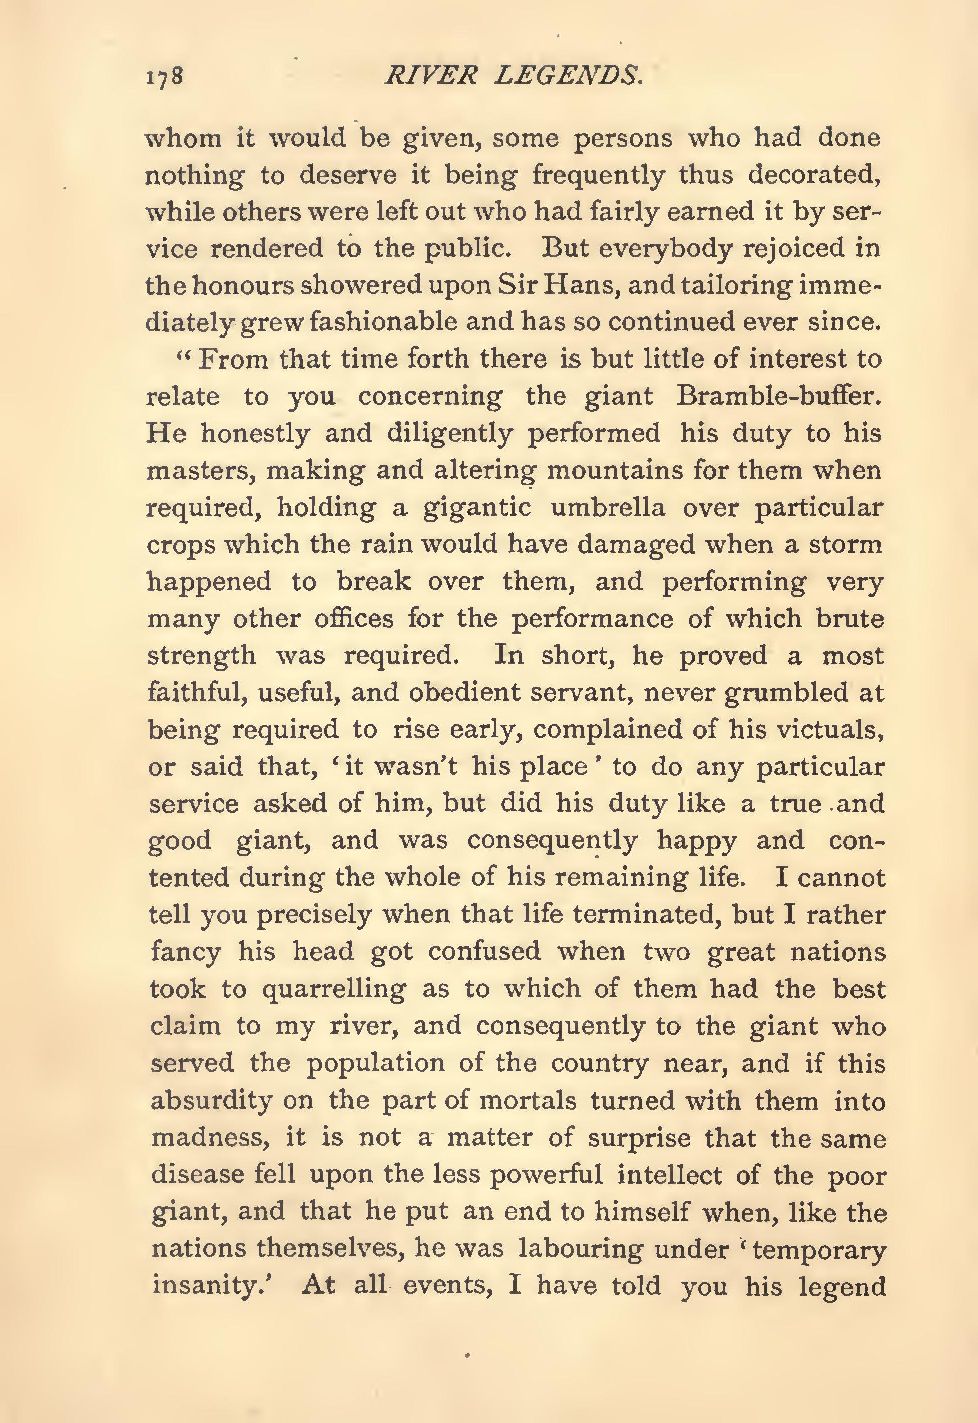 178 RIVER LEGENDS.
whom it would be given, some persons who had done
nothing to deserve it being frequently thus decorated,
while others were left out who had fairly earned it by ser-
vice rendered to the public. But everybody rejoiced in
the honours showered upon Sir Hans, and tailoring imme-
diately grew fashionable and has so continued ever since.
“ From that time forth there is but little of interest to
relate to you concerning the giant Bramble-buffer.
He honestly and diligently performed his duty to his
masters, making and altering mountains for them when
required, holding a gigantic umbrella over particular
crops which the rain would have damaged when a storm
happened to break over them, and performing very
many other offices for the performance of which brute
strength was required. In short, he proved a most
faithful, useful, and obedient servant, never grumbled at
being required to rise early, complained of his victuals,
or said that, ‘ it wasn’t his place ’ to do any particular
service asked of him, but did his duty like a true and
good giant, and was consequently happy and con-
tented during the whole of his remaining life. I cannot
tell you precisely when that life terminated, but I rather
fancy his head got confused when two great nations
took to quarrelling as to which of them had the best
claim to my river, and consequently to the giant who
served the population of the country near, and if this
absurdity on the part of mortals turned with them into
madness, it is not a matter of surprise that the same
disease fell upon the less powerful intellect of the poor
giant, and that he put an end to himself when, like the
nations themselves, he was labouring under ‘ temporary
insanity.’ At all events, I have told you his legend